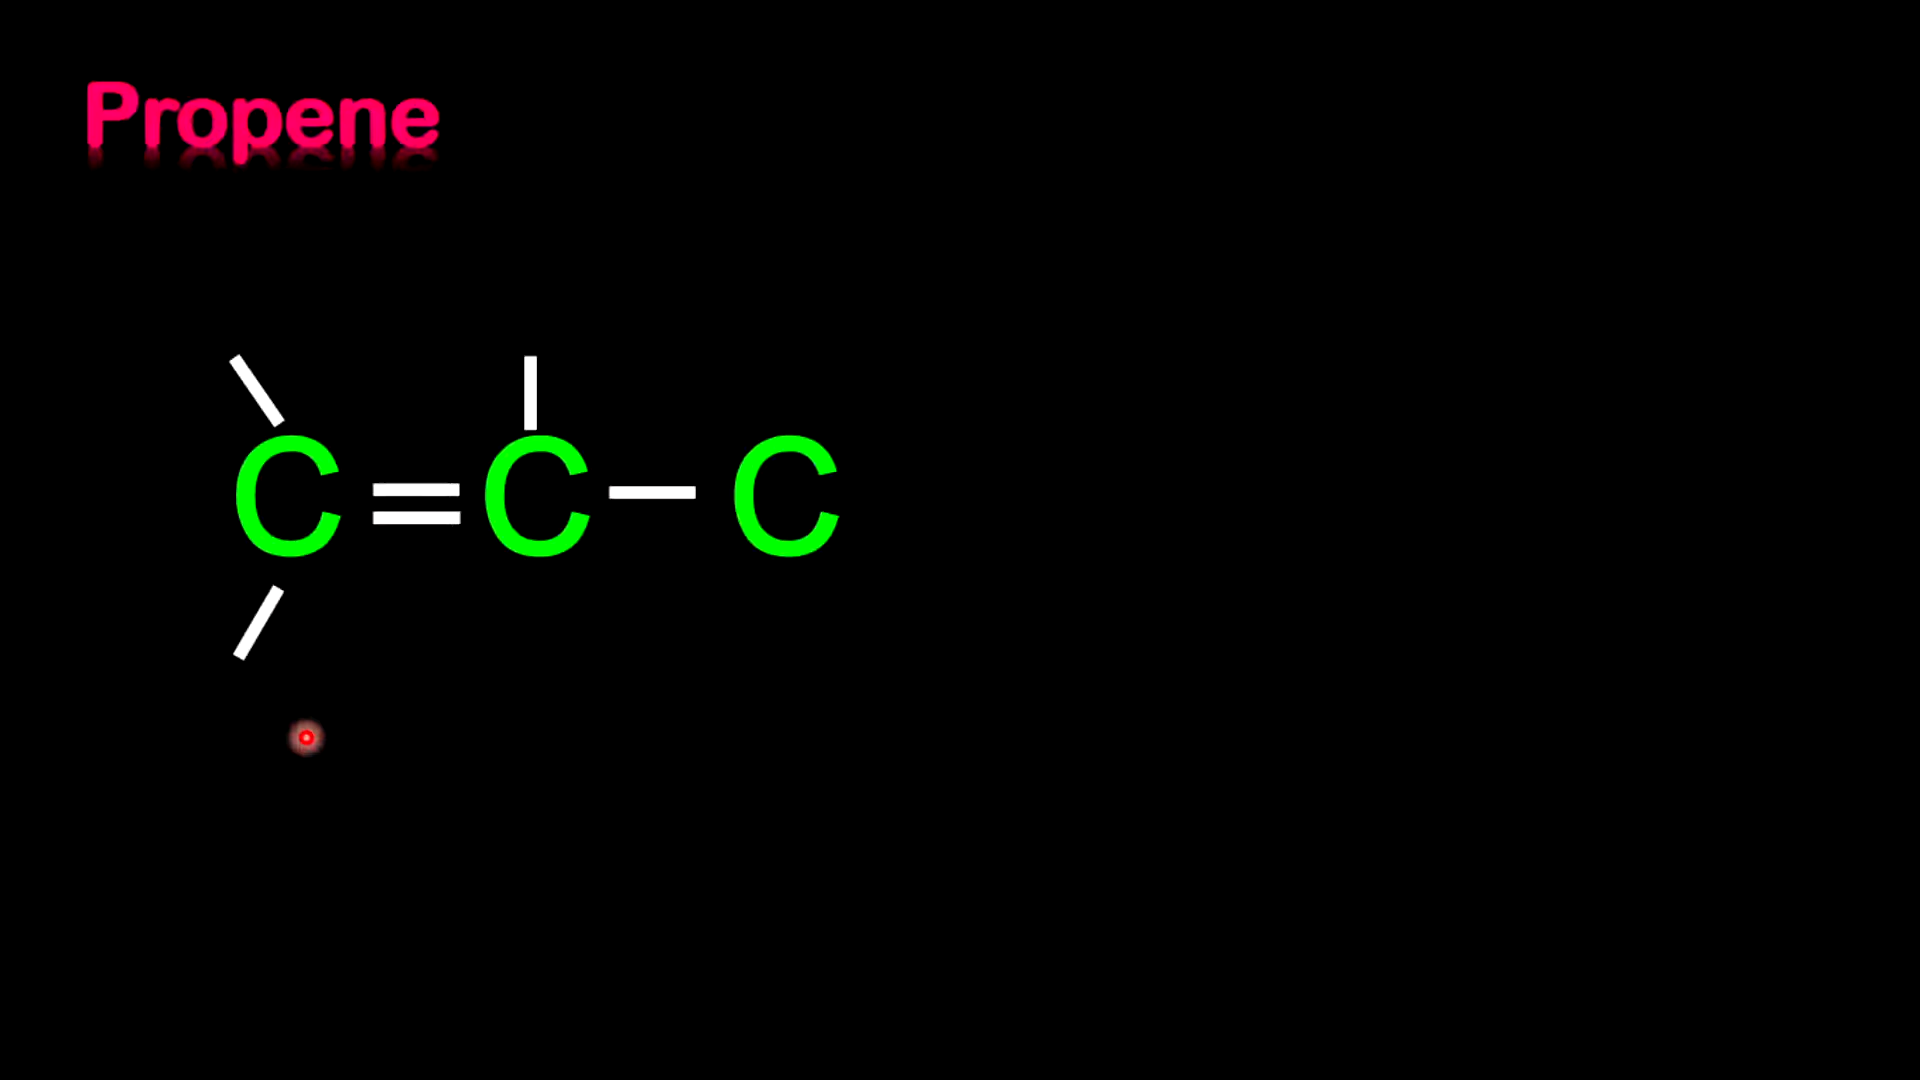 Propene
C = C – C